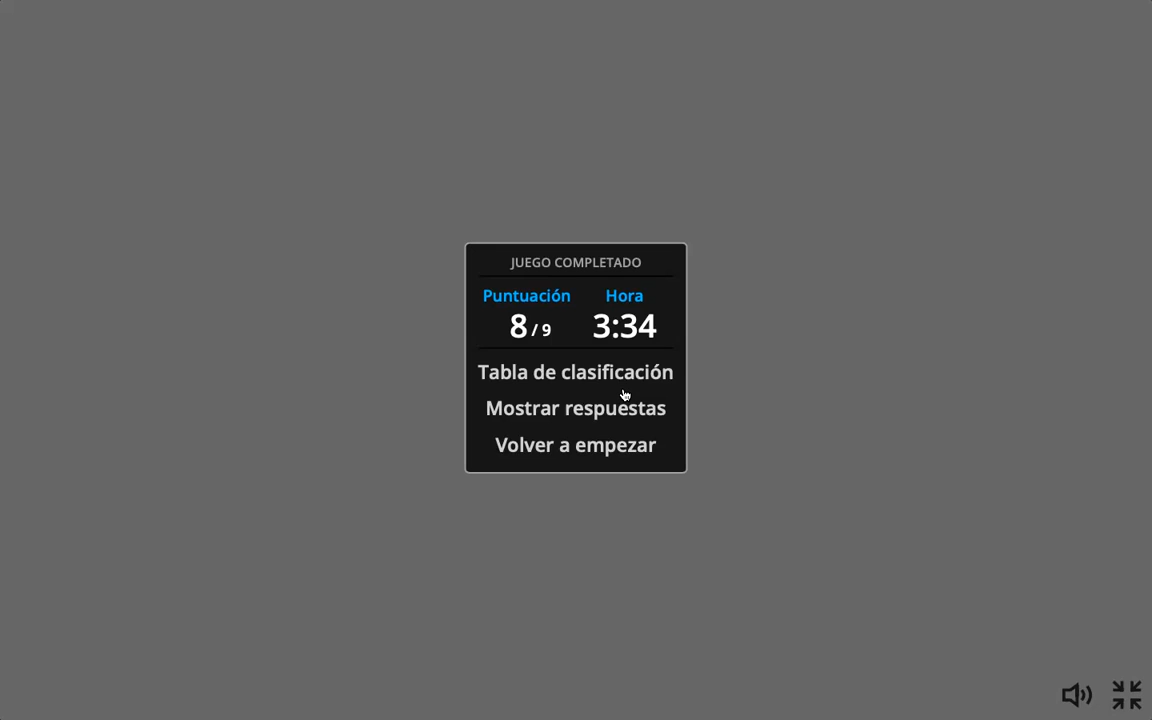 JUEGO COMPLETADO
Puntuación Hora
8 / 9 3:34
Tabla de clasificación
Mostrar respuestas
Volver a empezar